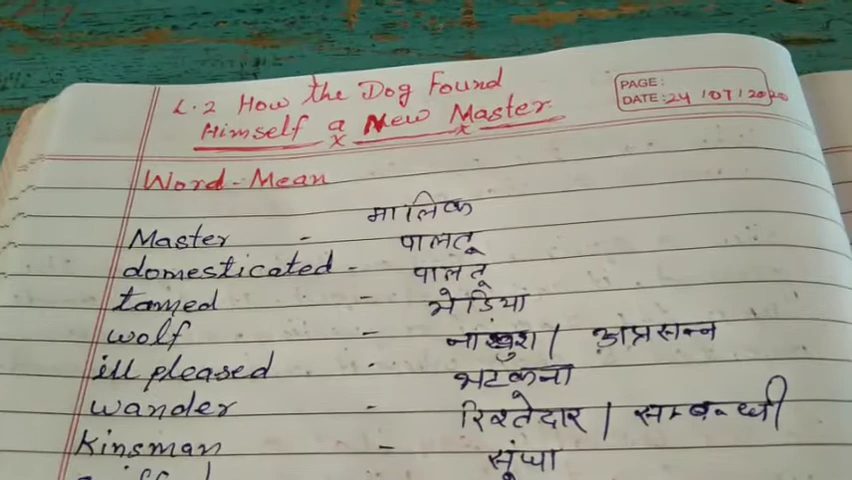 L.2 How the Dog Found
Himself a New Master
PAGE:
DATE: 24/07/2020
Word-Mean
Master - मालिक
domesticated - पालतू
tamed - पालतू
wolf - भेडिया
ill pleased - नाखुश / अप्रसन्न
wander - भटकना
Kinsman - रिश्तेदार / सम्बन्धी
सूंघा